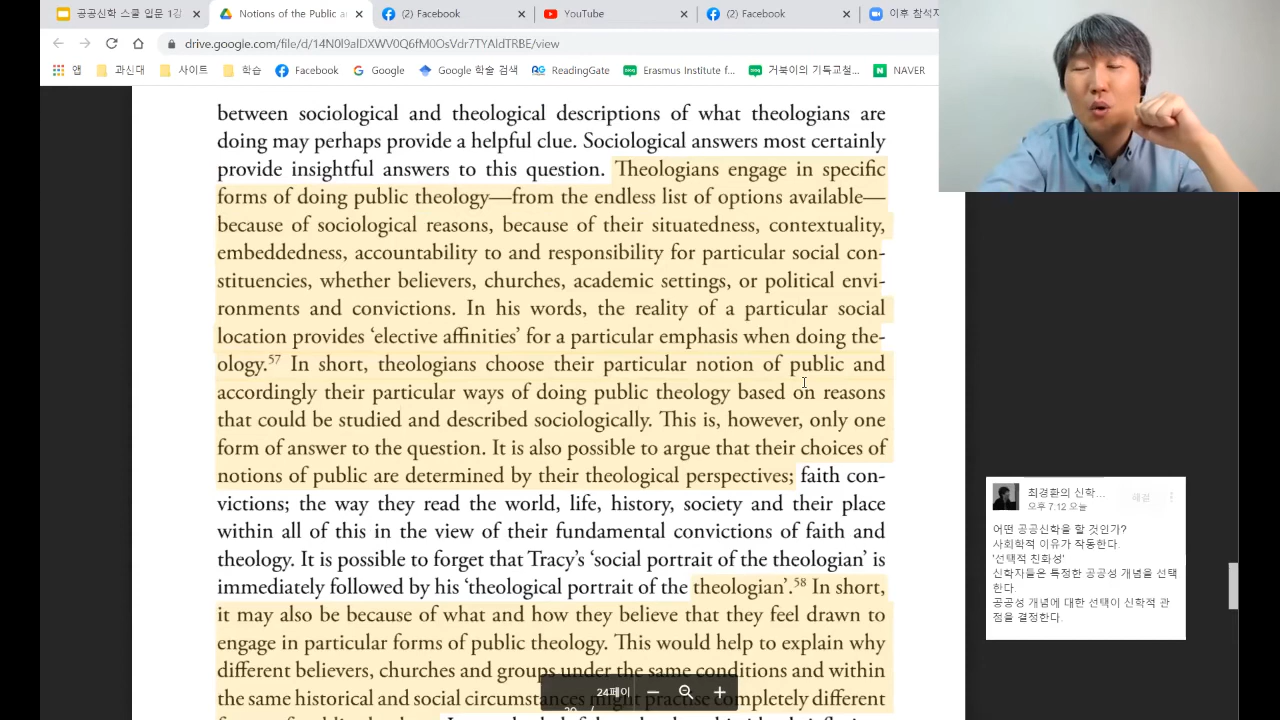 공공신학 스쿨 입문 1강
Notions of the Public ar
(2) Facebook
YouTube
(2) Facebook
이후 참석자
drive.google.com/file/d/14N0l9alDXWV0Q6fM0OsVdr7TYAldTRBE/view
앱
과신대
사이트
학습
Facebook
Google
Google 학술 검색
RG ReadingGate
blog Erasmus Institute f...
blog 거북이의 기독교철...
N NAVER
between sociological and theological descriptions of what theologians are
doing may perhaps provide a helpful clue. Sociological answers most certainly
provide insightful answers to this question. Theologians engage in specific
forms of doing public theology—from the endless list of options available—
because of sociological reasons, because of their situatedness, contextuality,
embeddedness, accountability to and responsibility for particular social con-
stituencies, whether believers, churches, academic settings, or political envi-
ronments and convictions. In his words, the reality of a particular social
location provides ‘elective affinities’ for a particular emphasis when doing the-
ology.57 In short, theologians choose their particular notion of public and
accordingly their particular ways of doing public theology based on reasons
that could be studied and described sociologically. This is, however, only one
form of answer to the question. It is also possible to argue that their choices of
notions of public are determined by their theological perspectives; faith con-
victions; the way they read the world, life, history, society and their place
within all of this in the view of their fundamental convictions of faith and
theology. It is possible to forget that Tracy’s ‘social portrait of the theologian’ is
immediately followed by his ‘theological portrait of the theologian’.58 In short,
it may also be because of what and how they believe that they feel drawn to
engage in particular forms of public theology. This would help to explain why
different believers, churches and groups under the same conditions and within
the same historical and social circumstances might practise completely different
24페이
최경환의 신학...
해결
오후 7.12 오늘
어떤 공공신학을 할 것인가?
사회학적 이유가 작동한다.
'선택적 친화성'
신학자들은 특정한 공공성 개념을 선택
한다.
공공성 개념에 대한 선택이 신학적 관
점을 결정한다.